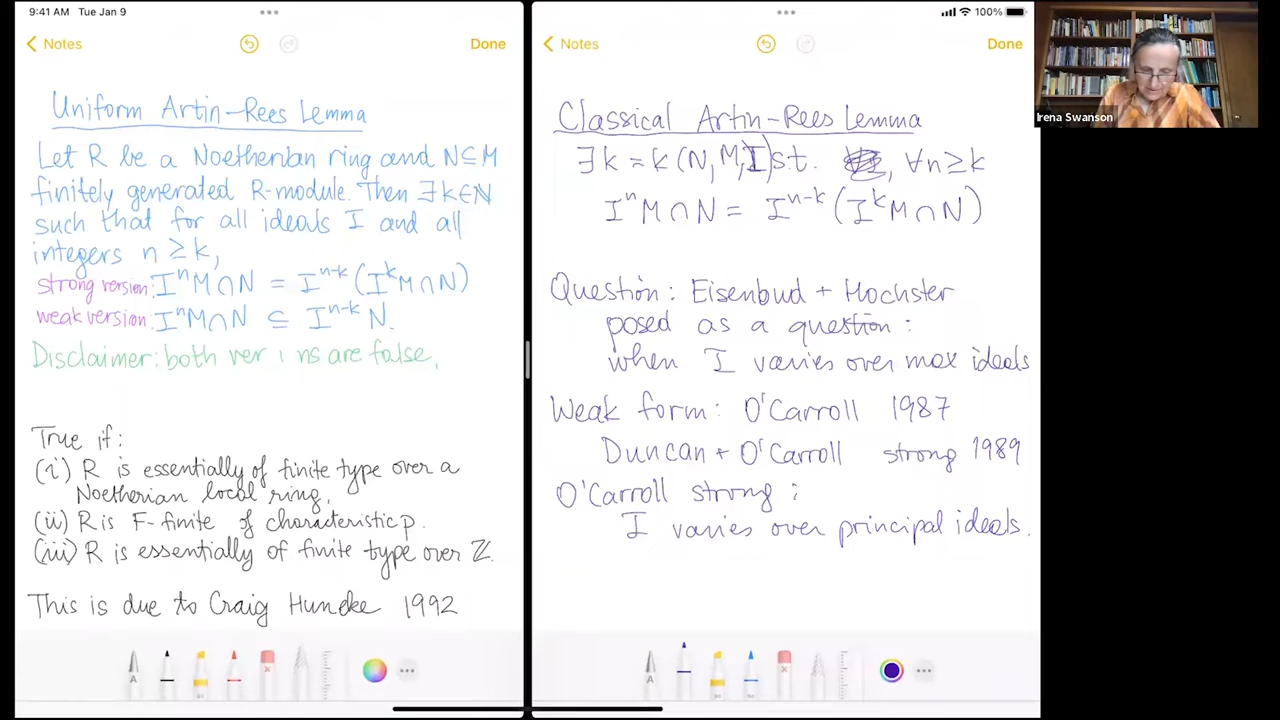 9:41 AM Tue Jan 9
Notes
Done
Uniform Artin-Rees Lemma
Let R be a Noetherian ring and N⊆M
finitely generated R-module. Then ∃k∈N
such that for all ideals I and all
integers n ≥ k,
strong version: IⁿM∩N = Iⁿ⁻ᵏ(IᵏM∩N)
weak version: IⁿM∩N ⊆ Iⁿ⁻ᵏN.
Disclaimer: both ver ı ns are false.
True if:
(i) R is essentially of finite type over a
Noetherian local ring.
(ii) R is F-finite of characteristic p.
(iii) R is essentially of finite type over ℤ.
This is due to Craig Huneke 1992
100%
Notes
Done
Classical Artin-Rees Lemma
∃k = k(N,M,I) s.t. , ∀n≥k
IⁿM∩N = Iⁿ⁻ᵏ(IᵏM∩N)
Question: Eisenbud + Hochster
posed as a question:
when I varies over max ideals
Weak form: O'Carroll 1987
Duncan + O'Carroll strong 1989
O'Carroll strong:
I varies over principal ideals.
Irena Swanson